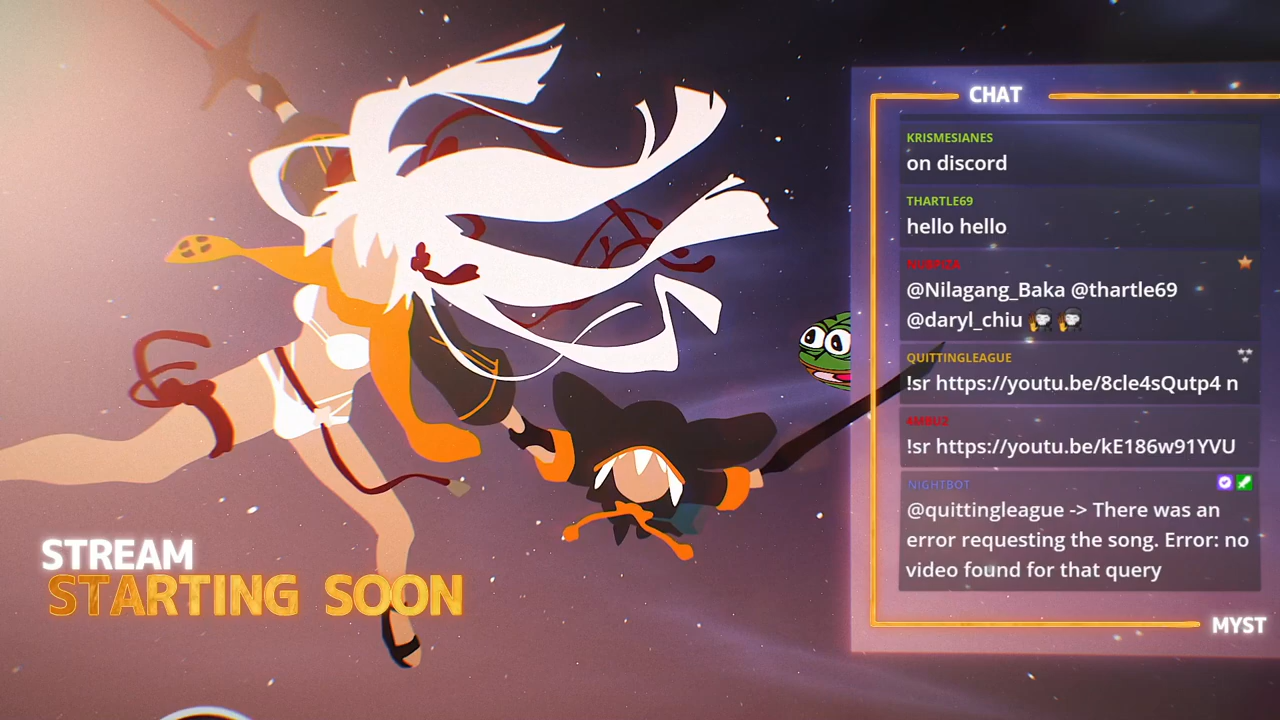 CHAT
KRISMESIANES
on discord
THARTLE69
hello hello
NUBPIZA
@Nilagang_Baka @thartle69
@daryl_chiu
QUITTINGLEAGUE
!sr https://youtu.be/8cle4sQutp4 n
4MBU2
!sr https://youtu.be/kE186w91YVU
NIGHTBOT
@quittingleague -> There was an
error requesting the song. Error: no
video found for that query
STREAM
STARTING SOON
MYST